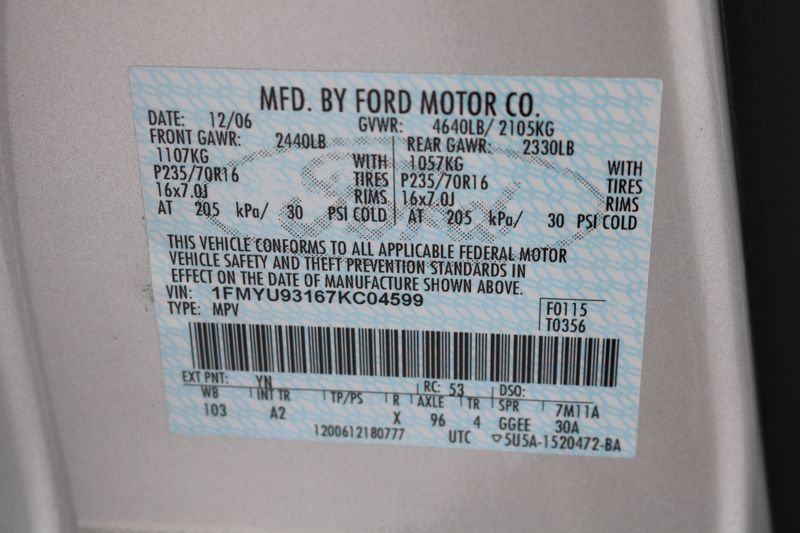 MFD. BY FORD MOTOR CO.
DATE: 12/06 GVWR: 4640LB/ 2105KG
FRONT GAWR: 2440LB REAR GAWR: 2330LB
1107KG WITH 1057KG WITH
P235/70R16 TIRES P235/70R16 TIRES
16x7.0J RIMS 16x7.0J RIMS
AT 205 kPa/ 30 PSI COLD AT 205 kPa/ 30 PSI COLD
Ford
THIS VEHICLE CONFORMS TO ALL APPLICABLE FEDERAL MOTOR
VEHICLE SAFETY AND THEFT PREVENTION STANDARDS IN
EFFECT ON THE DATE OF MANUFACTURE SHOWN ABOVE.
VIN: 1FMYU93167KC04599 F0115
TYPE: MPV T0356
EXT PNT: YN RC: 53 DSO:
WB INT TR TP/PS R AXLE TR SPR 7M11A
103 A2 X 96 4 GGEE 30A
1200612180777 UTC ▽5U5A-1520472-BA